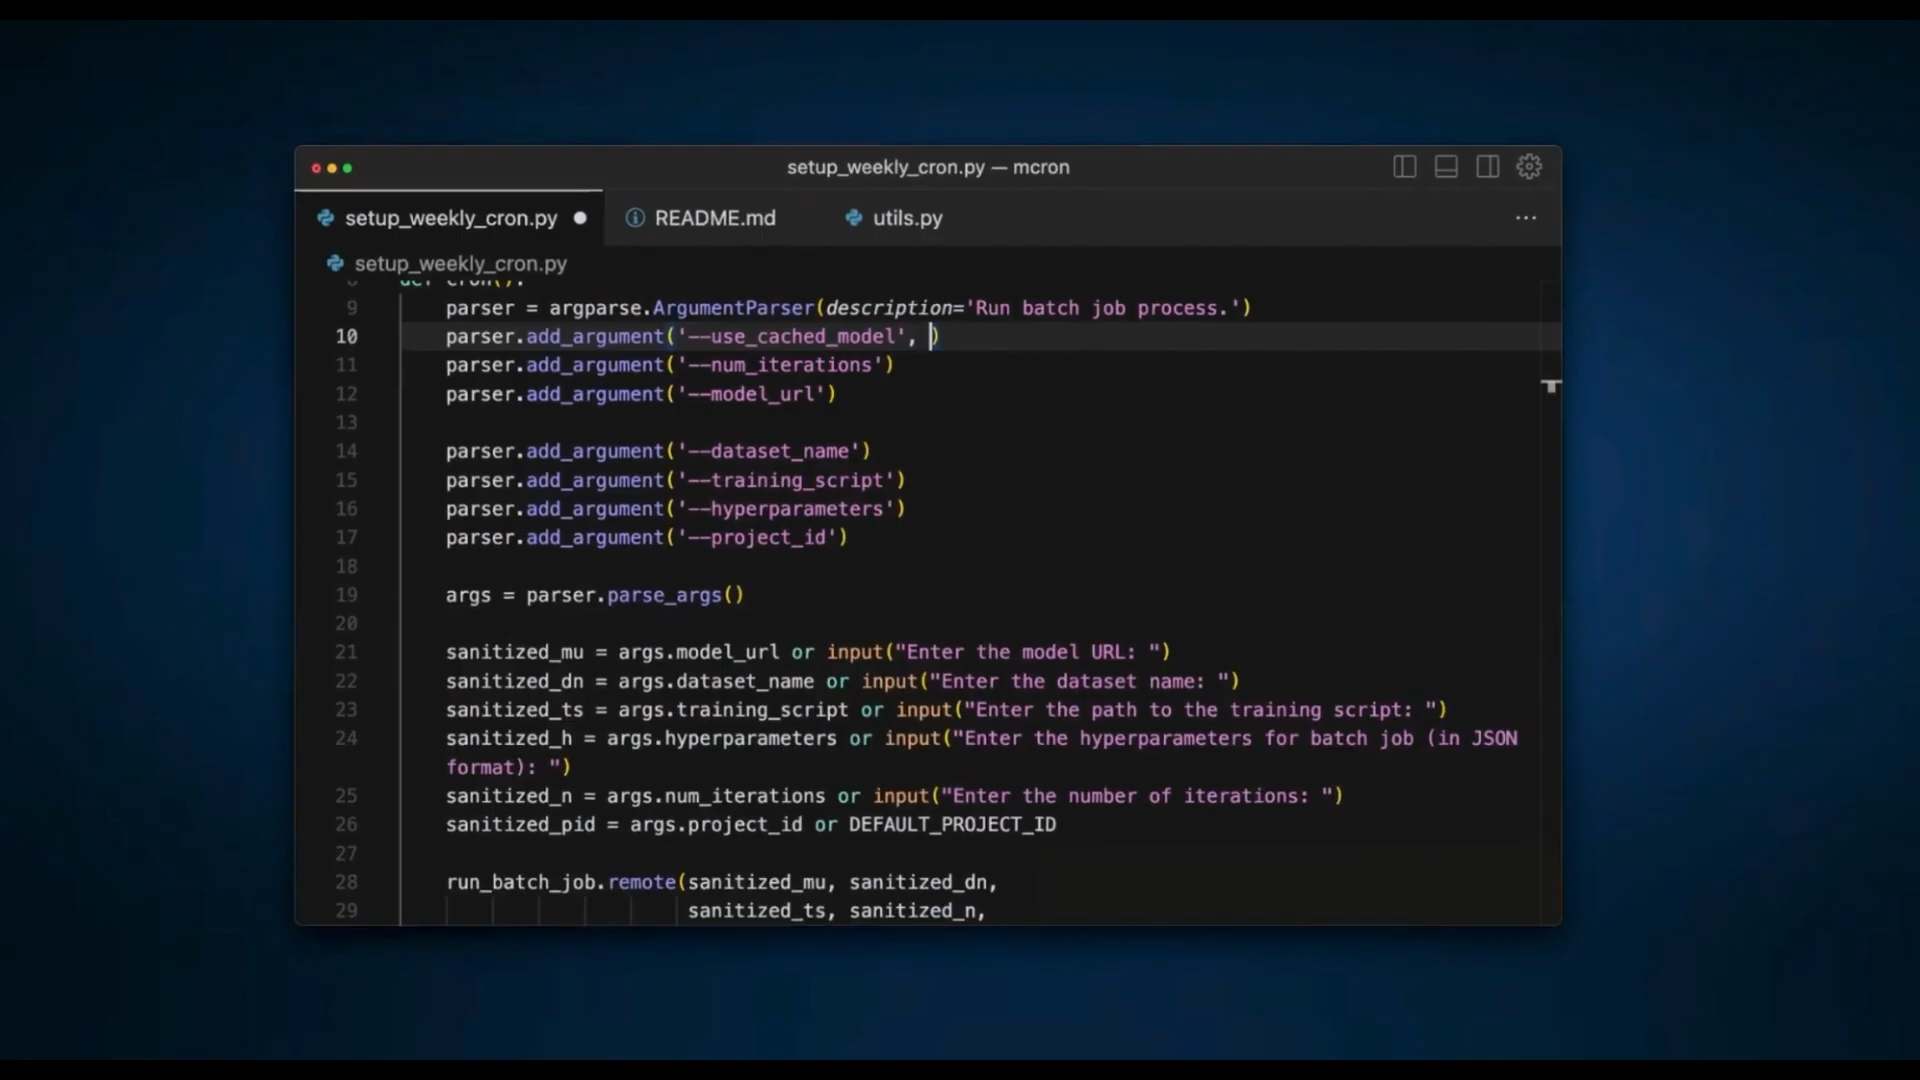 setup_weekly_cron.py — mcron
setup_weekly_cron.py README.md utils.py
setup_weekly_cron.py
8 def cron():
9 parser = argparse.ArgumentParser(description='Run batch job process.')
10 parser.add_argument('--use_cached_model', )
11 parser.add_argument('--num_iterations')
12 parser.add_argument('--model_url')
13
14 parser.add_argument('--dataset_name')
15 parser.add_argument('--training_script')
16 parser.add_argument('--hyperparameters')
17 parser.add_argument('--project_id')
18
19 args = parser.parse_args()
20
21 sanitized_mu = args.model_url or input("Enter the model URL: ")
22 sanitized_dn = args.dataset_name or input("Enter the dataset name: ")
23 sanitized_ts = args.training_script or input("Enter the path to the training script: ")
24 sanitized_h = args.hyperparameters or input("Enter the hyperparameters for batch job (in JSON
format): ")
25 sanitized_n = args.num_iterations or input("Enter the number of iterations: ")
26 sanitized_pid = args.project_id or DEFAULT_PROJECT_ID
27
28 run_batch_job.remote(sanitized_mu, sanitized_dn,
29 sanitized_ts, sanitized_n,